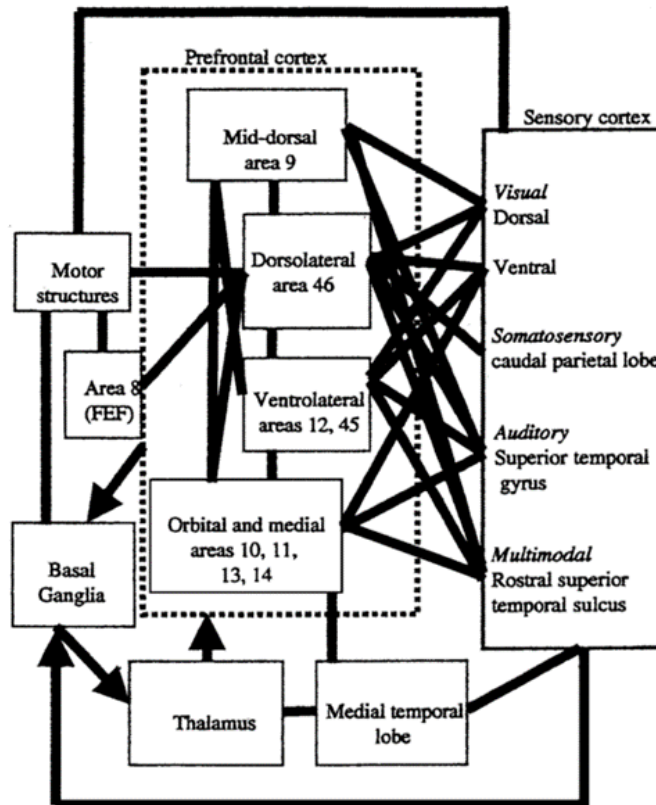 Prefrontal cortex
Mid-dorsal
area 9
Dorsolateral
area 46
Ventrolateral
areas 12, 45
Orbital and medial
areas 10, 11,
13, 14
Motor
structures
Area 8
(FEF)
Basal
Ganglia
Thalamus
Medial temporal
lobe
Sensory cortex
Visual
Dorsal
Ventral
Somatosensory
caudal parietal lobe
Auditory
Superior temporal
gyrus
Multimodal
Rostral superior
temporal sulcus